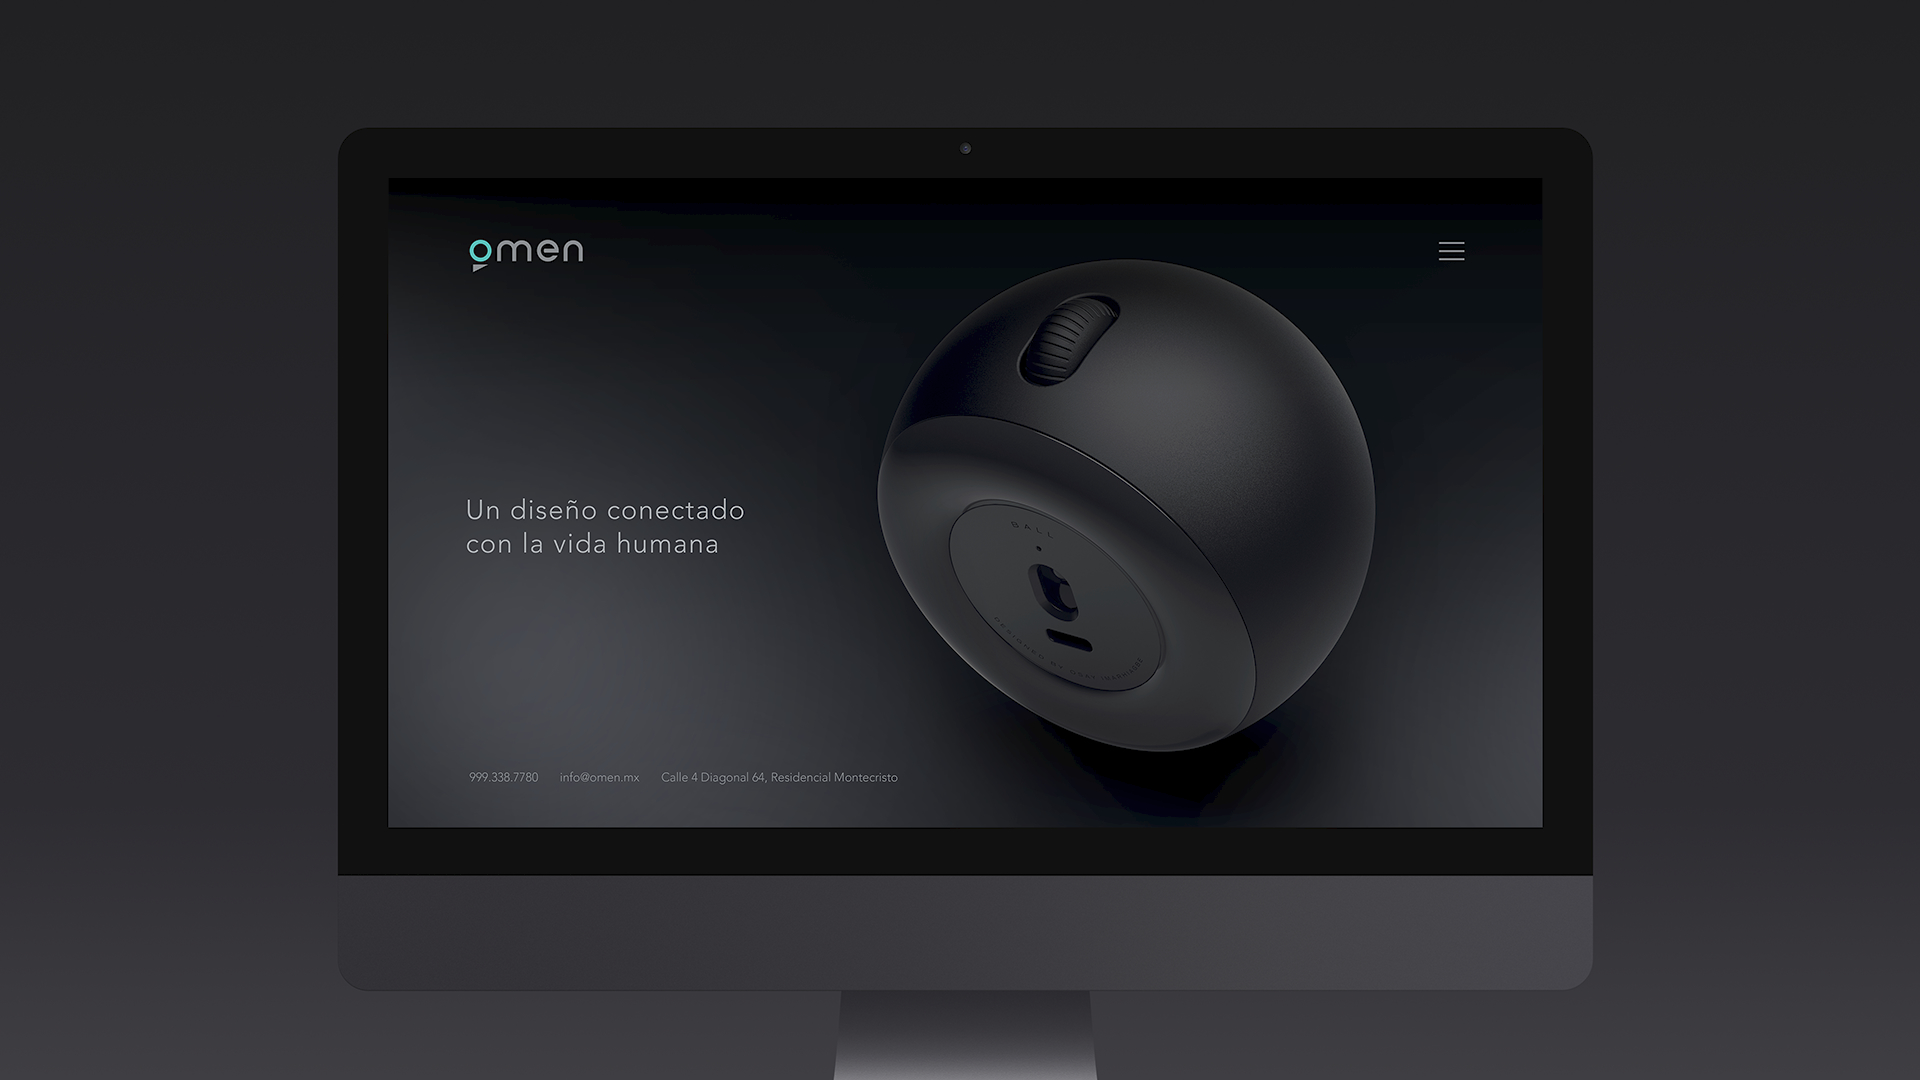 omen
Un diseño conectado
con la vida humana
BALL
DESIGNED BY
999.338.7780 info@omen.mx Calle 4 Diagonal 64, Residencial Montecristo